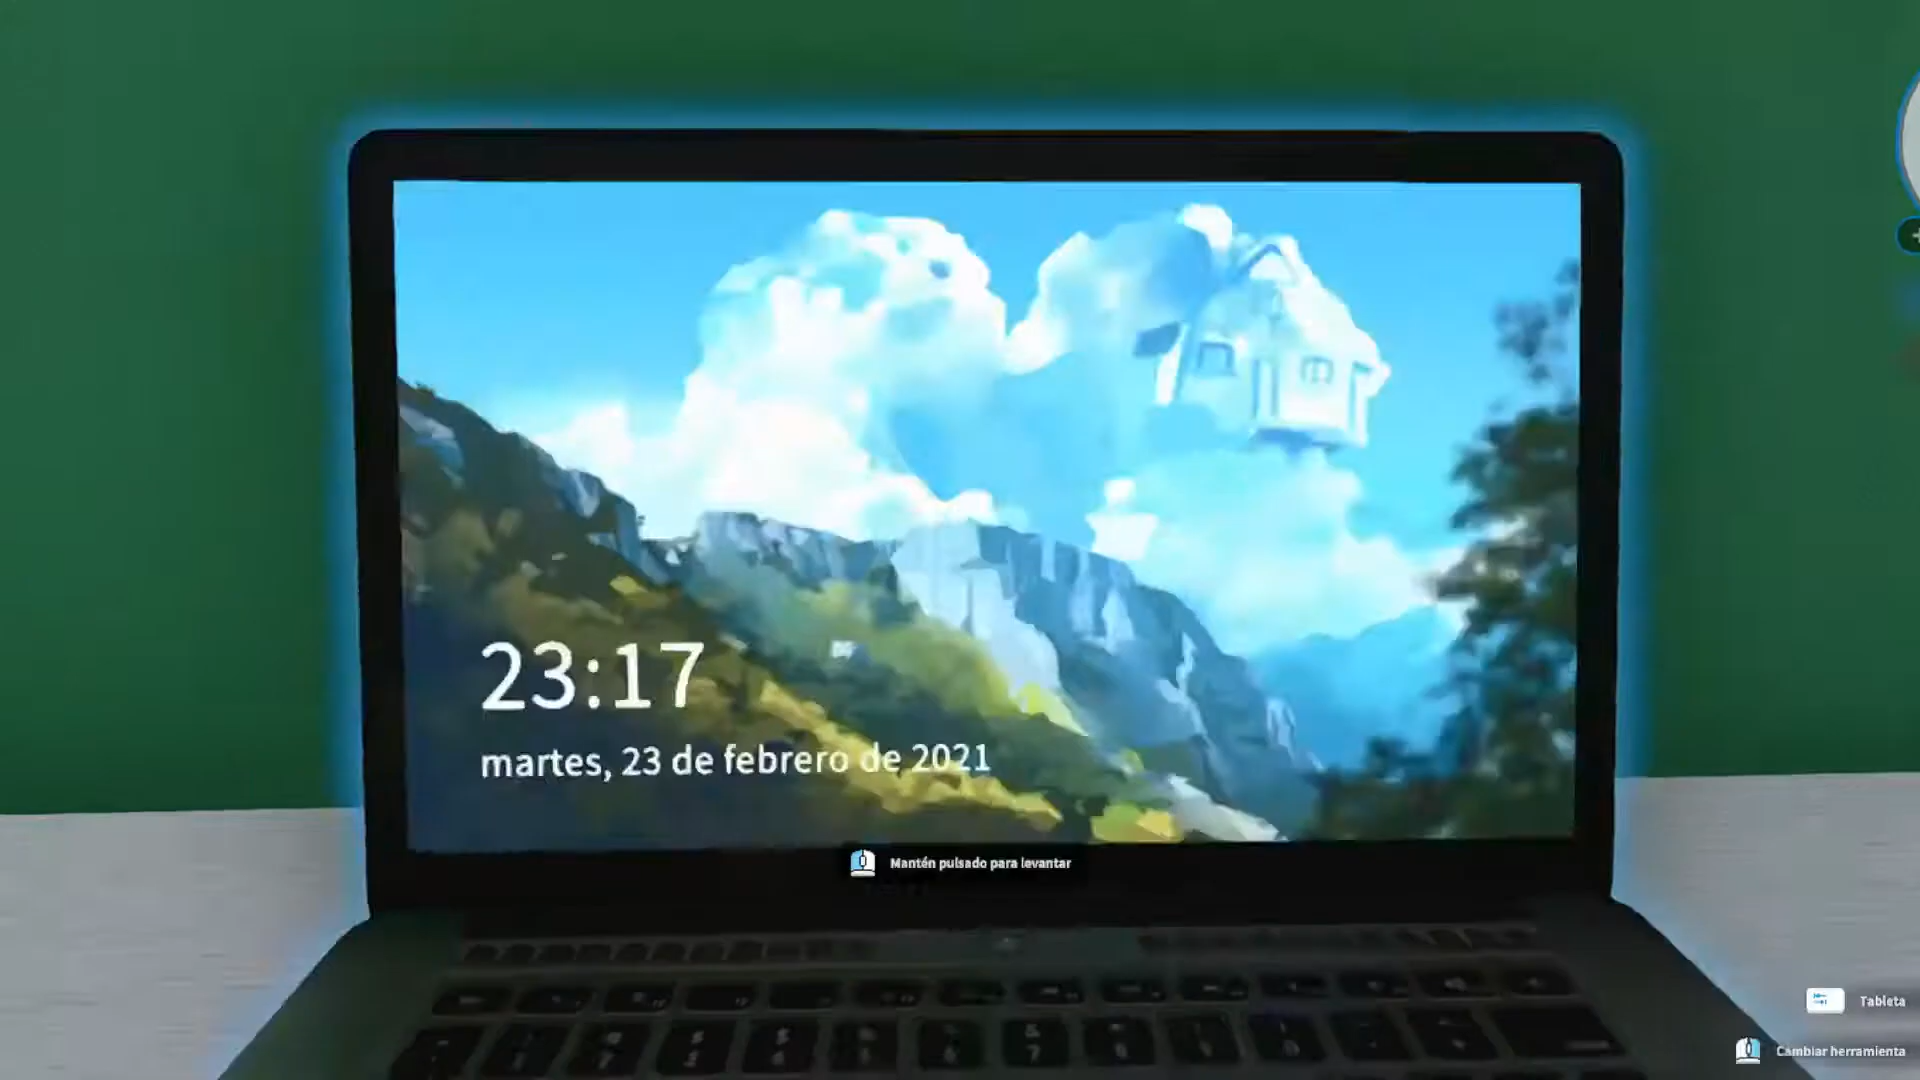 23:17
martes, 23 de febrero de 2021
Mantén pulsado para levantar
Tableta
Cambiar herramienta